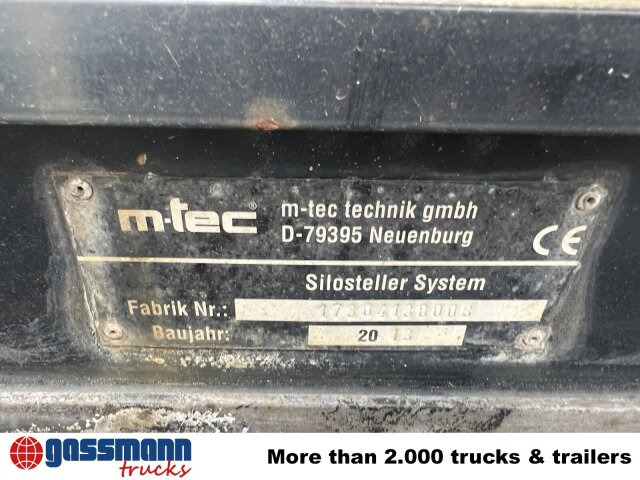 m-tec® m-tec technik gmbh
D-79395 Neuenburg
CE
Silosteller System
Fabrik Nr.: 17304130003
Baujahr: 20 13
gassmann trucks
More than 2.000 trucks & trailers